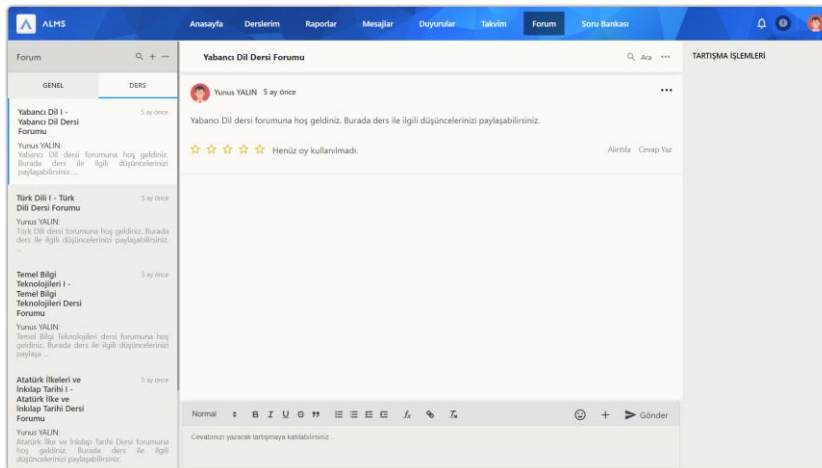 ALMS
Anasayfa Derslerim Raporlar Mesajlar Duyurular Takvim Forum Soru Bankası
Forum
GENEL DERS
Yabancı Dil I - Yabancı Dil Dersi Forumu
5 ay önce
Yunus YALIN:
Yabancı Dil dersi forumuna hoş geldiniz.
Burada ders ile ilgili düşüncelerinizi
paylaşabilirsiniz. ...
Türk Dili I - Türk
Dili Dersi Forumu
5 ay önce
Yunus YALIN:
Türk Dili dersi forumuna hoş geldiniz. Burada
ders ile ilgili düşüncelerinizi paylaşabilirsiniz.
...
Temel Bilgi
Teknolojileri I -
Temel Bilgi
Teknolojileri Dersi
Forumu
5 ay önce
Yunus YALIN:
Temel Bilgi Teknolojileri dersi forumuna hoş
geldiniz. Burada ders ile ilgili düşüncelerinizi
paylaşa ...
Atatürk İlkeleri ve
İnkılap Tarihi I -
Atatürk İlke ve
İnkılap Tarihi Dersi
Forumu
5 ay önce
Yunus YALIN:
Atatürk İlke ve İnkılap Tarihi Dersi forumuna
hoş geldiniz. Burada ders ile ilgili
düşüncelerinizi paylaşabilirsiniz.
Yabancı Dil Dersi Forumu
Ara
Yunus YALIN 5 ay önce
Yabancı Dil dersi forumuna hoş geldiniz. Burada ders ile ilgili düşüncelerinizi paylaşabilirsiniz.
Henüz oy kullanılmadı.
Alıntıla Cevap Yaz
Normal
Gönder
Cevabınızı yazarak tartışmaya katılabilirsiniz ..
TARTIŞMA İŞLEMLERİ